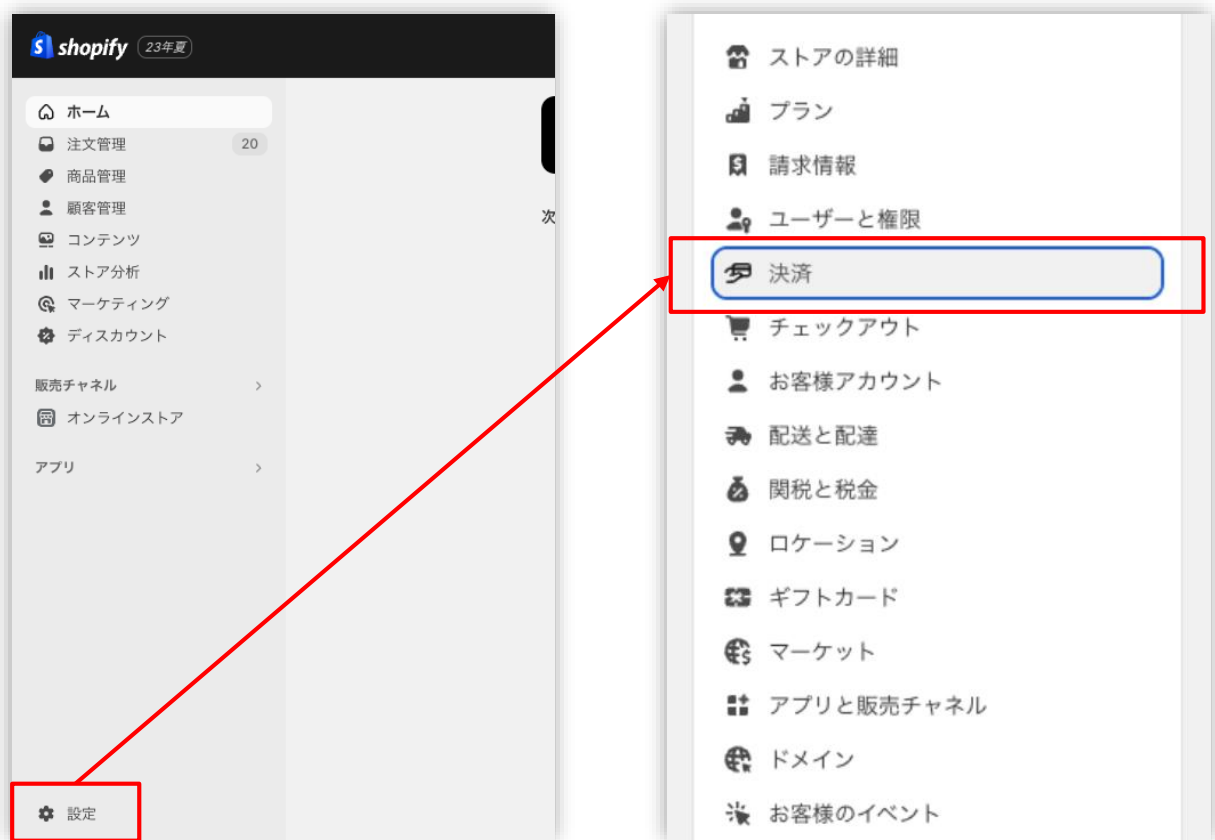 shopify 23年夏
ホーム
注文管理 20
商品管理
顧客管理
コンテンツ
ストア分析
マーケティング
ディスカウント
販売チャネル
オンラインストア
アプリ
設定
次
ストアの詳細
プラン
請求情報
ユーザーと権限
決済
チェックアウト
お客様アカウント
配送と配達
関税と税金
ロケーション
ギフトカード
マーケット
アプリと販売チャネル
ドメイン
お客様のイベント